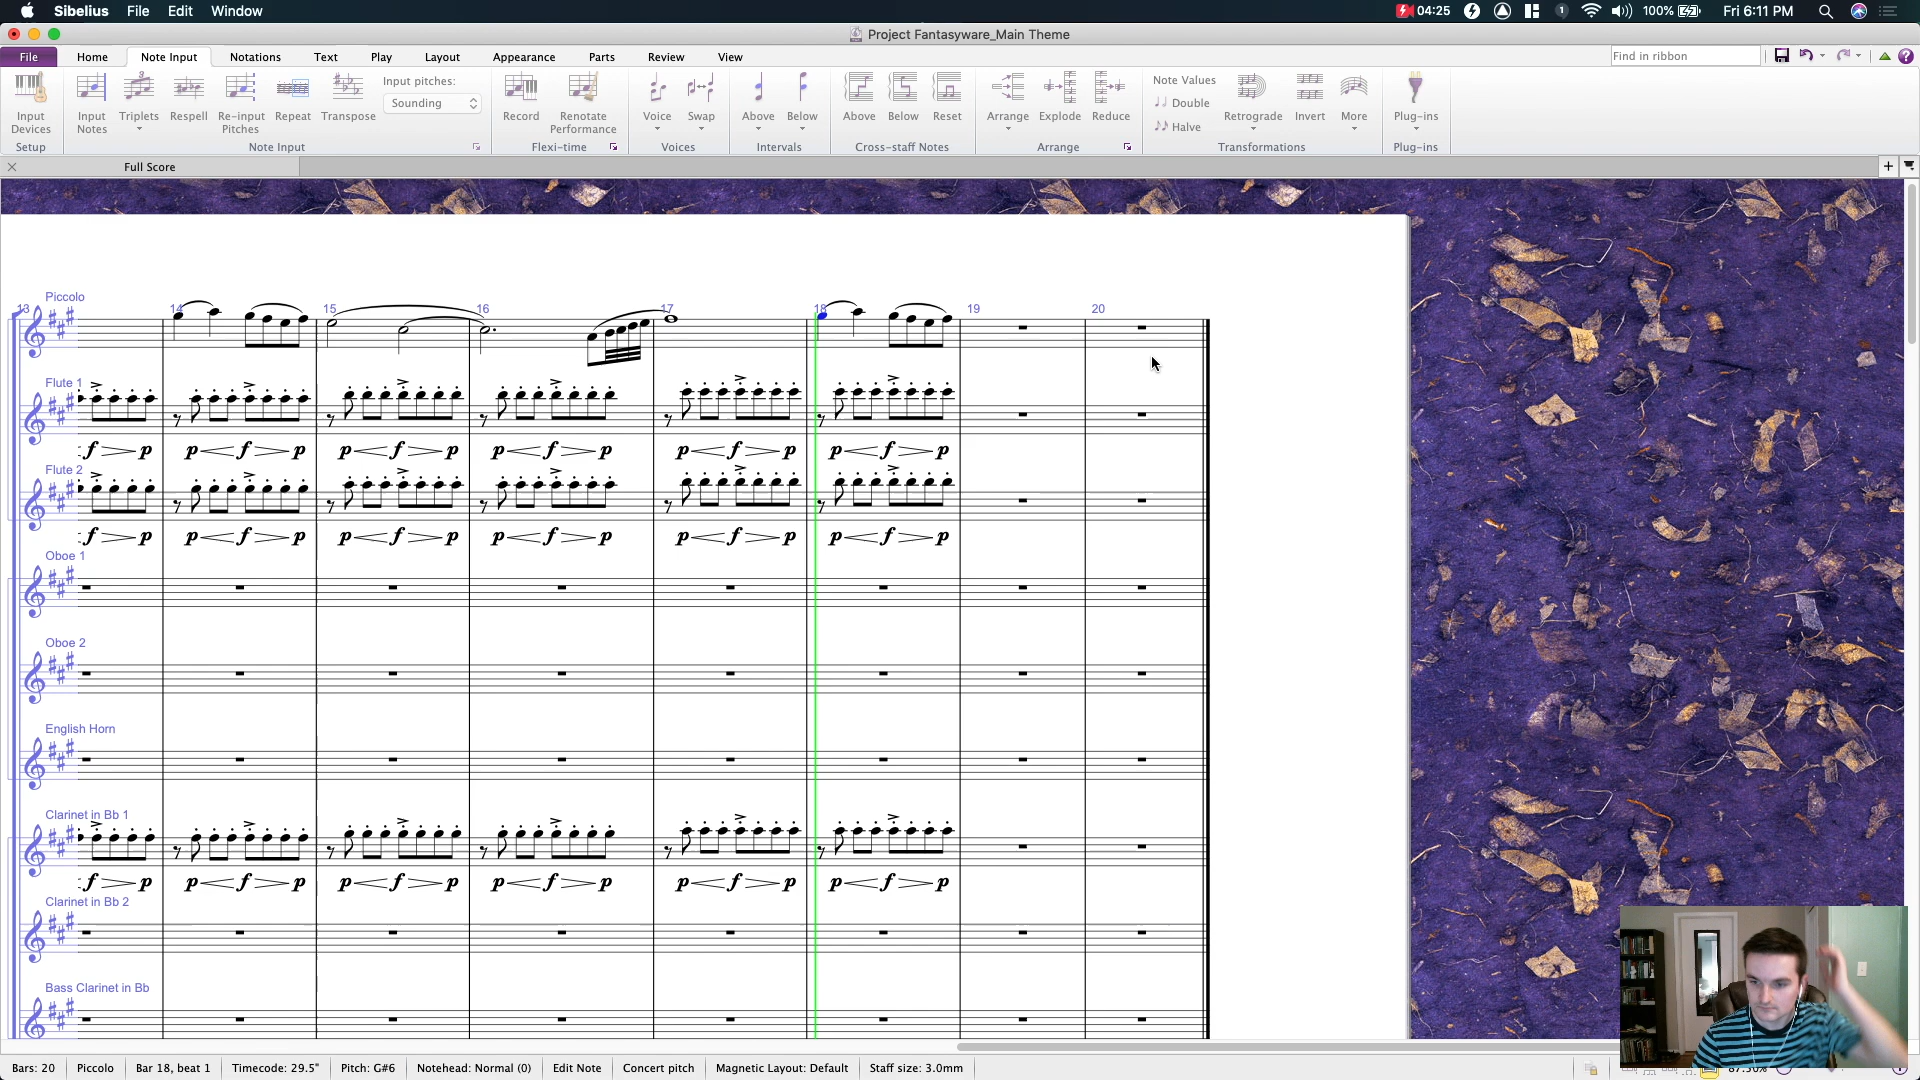 Sibelius File Edit Window 04:25 1 100% Fri 6:11 PM
Project Fantasyware_Main Theme
File Home Note Input Notations Text Play Layout Appearance Parts Review View Find in ribbon
Input pitches:
Sounding
Note Values
Double
Halve
Input Devices
Input Notes
Triplets
Respell
Re-input Pitches
Repeat
Transpose
Record
Renotate Performance
Voice
Swap
Above
Below
Above
Below
Reset
Arrange
Explode
Reduce
Retrograde
Invert
More
Plug-ins
Setup Note Input Flexi-time Voices Intervals Cross-staff Notes Arrange Transformations Plug-ins
Full Score
Piccolo
13 14 15 16 17 18 19 20
Flute 1
f p p f p p f p p f p p f p p f p
Flute 2
f p p f p p f p p f p p f p p f p
Oboe 1
Oboe 2
English Horn
Clarinet in Bb 1
f p p f p p f p p f p p f p p f p
Clarinet in Bb 2
Bass Clarinet in Bb
Bars: 20 Piccolo Bar 18, beat 1 Timecode: 29.5" Pitch: G#6 Notehead: Normal (0) Edit Note Concert pitch Magnetic Layout: Default Staff size: 3.0mm